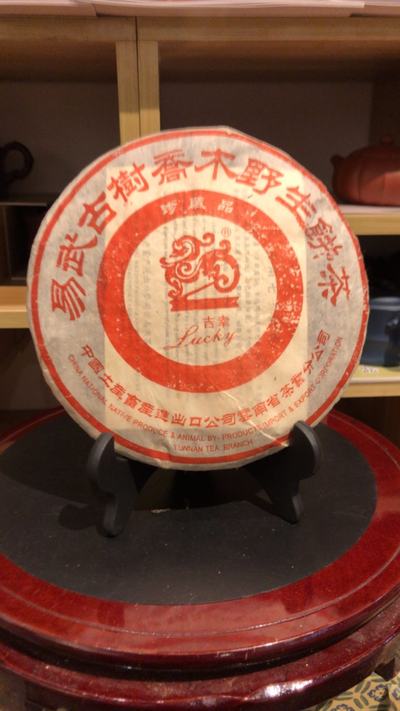 易武古樹喬木野生餅茶
珍藏品
®
吉幸
Lucky
中國土產畜產進出口公司雲南省茶葉分公司
CHINA NATIONAL NATIVE PRODUCE & ANIMAL BY- PRODUCTS IMPORT & EXPORT CORPORATION
YUNNAN TEA BRANCH